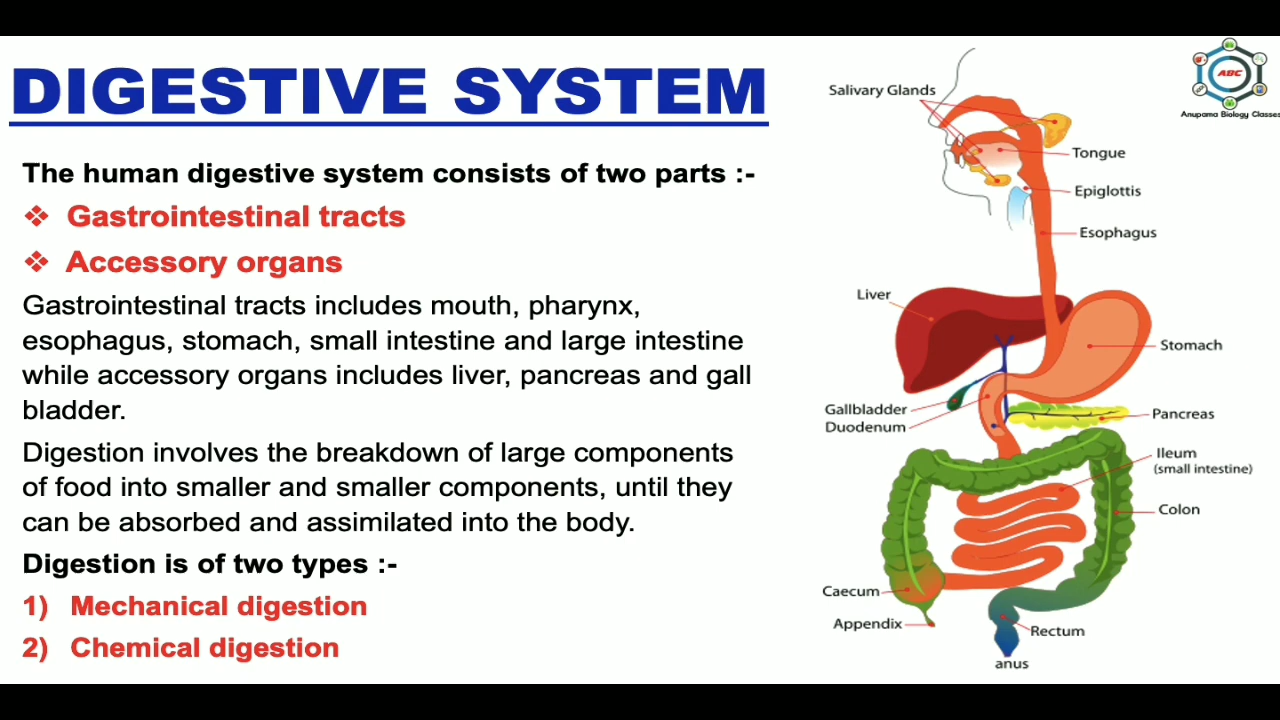 DIGESTIVE SYSTEM
The human digestive system consists of two parts :-
❖ Gastrointestinal tracts
❖ Accessory organs
Gastrointestinal tracts includes mouth, pharynx,
esophagus, stomach, small intestine and large intestine
while accessory organs includes liver, pancreas and gall
bladder.
Digestion involves the breakdown of large components
of food into smaller and smaller components, until they
can be absorbed and assimilated into the body.
Digestion is of two types :-
1) Mechanical digestion
2) Chemical digestion
ABC
Anupama Biology Classes
Salivary Glands
Tongue
Epiglottis
Esophagus
Liver
Stomach
Gallbladder
Duodenum
Pancreas
Ileum
(small intestine)
Colon
Caecum
Appendix
Rectum
anus